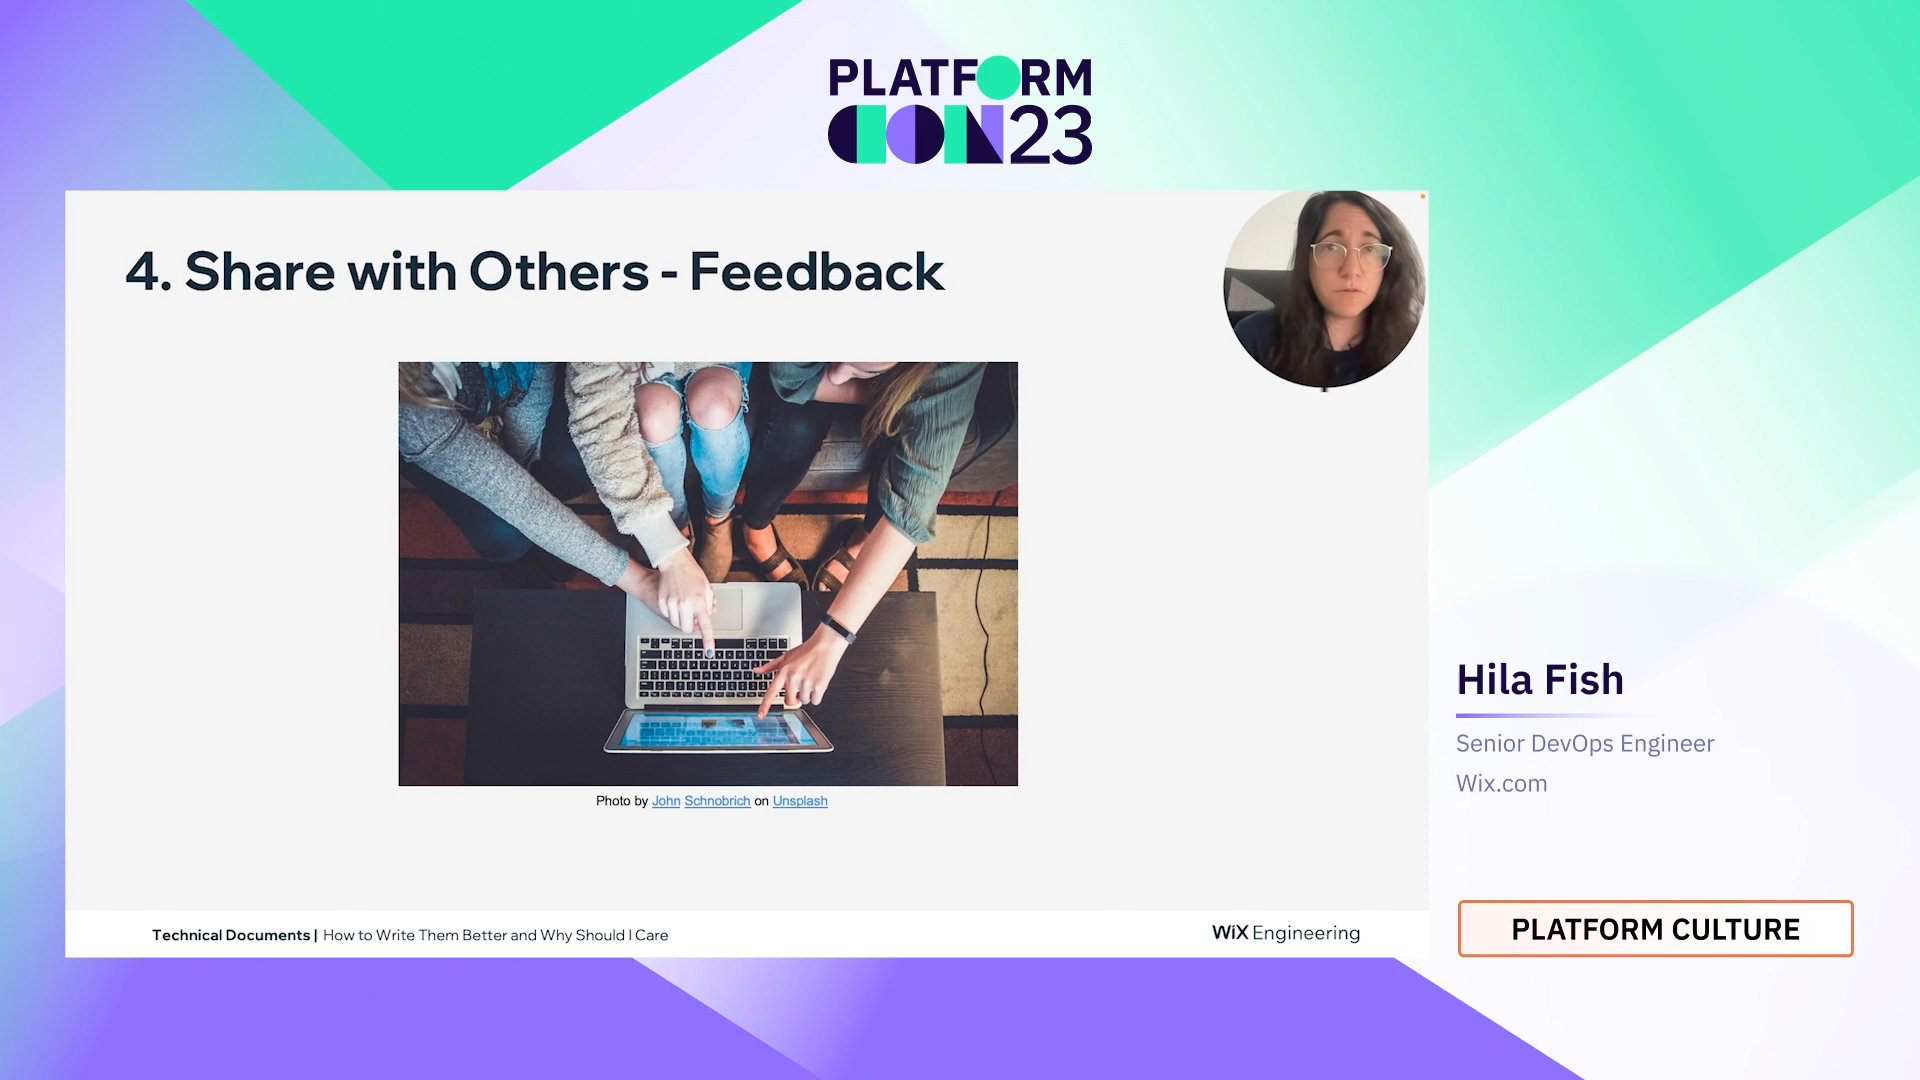 PLATFORM
CON23
4. Share with Others - Feedback
Photo by John Schnobrich on Unsplash
Technical Documents | How to Write Them Better and Why Should I Care
WiX Engineering
Hila Fish
Senior DevOps Engineer
Wix.com
PLATFORM CULTURE